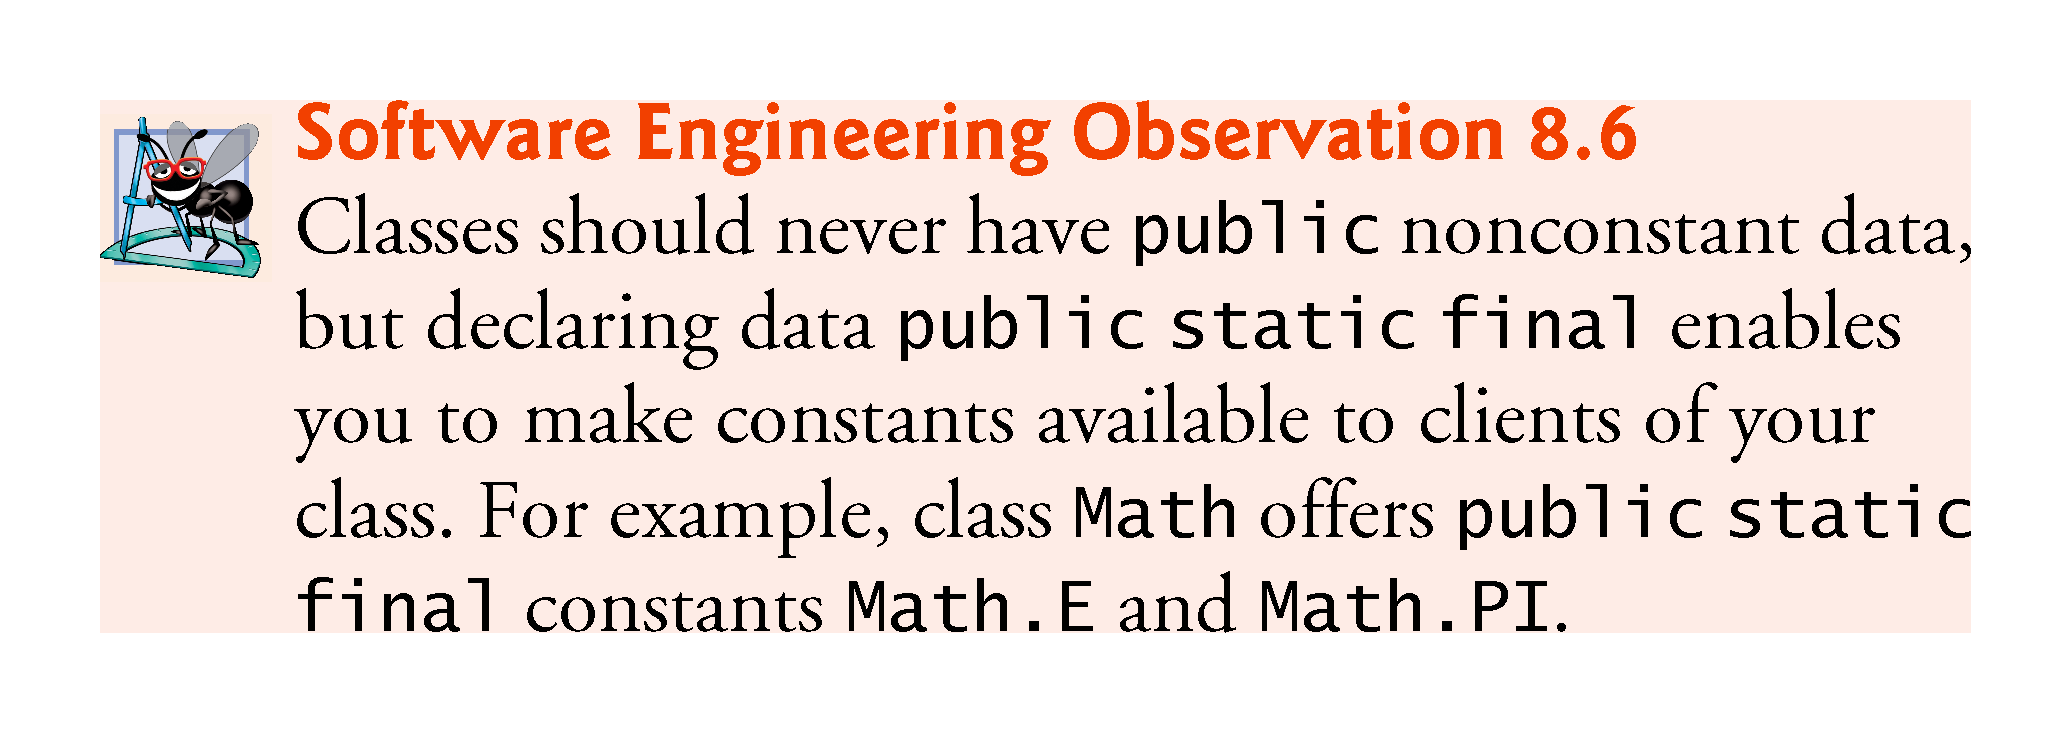 Software Engineering Observation 8.6
Classes should never have public nonconstant data,
but declaring data public static final enables
you to make constants available to clients of your
class. For example, class Math offers public static
final constants Math.E and Math.PI.